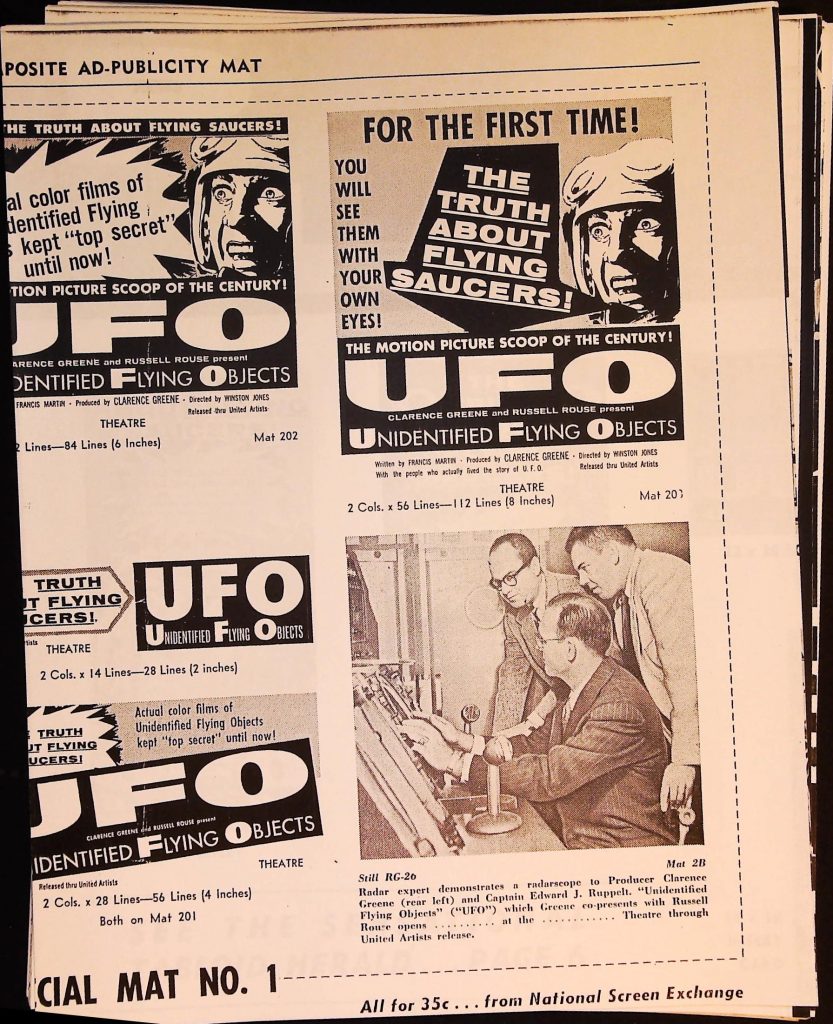 POSITE AD-PUBLICITY MAT
THE TRUTH ABOUT FLYING SAUCERS!
al color films of
dentified Flying
s kept "top secret"
until now!
TION PICTURE SCOOP OF THE CENTURY!
UFO
ARENCE GREENE and RUSSELL ROUSE present
DENTIFIED FLYING OBJECTS
FRANCIS MARTIN · Produced by CLARENCE GREENE · Directed by WINSTON JONES
Released thru United Artists
THEATRE
2 Lines—84 Lines (6 Inches)
Mat 202
FOR THE FIRST TIME!
YOU
WILL
SEE
THEM
WITH
YOUR
OWN
EYES!
THE
TRUTH
ABOUT
FLYING
SAUCERS!
THE MOTION PICTURE SCOOP OF THE CENTURY!
UFO
CLARENCE GREENE and RUSSELL ROUSE present
UNIDENTIFIED FLYING OBJECTS
Written by FRANCIS MARTIN · Produced by CLARENCE GREENE · Directed by WINSTON JONES
With the people who actually lived the story of U.F.O. Released thru United Artists
THEATRE
2 Cols. x 56 Lines—112 Lines (8 Inches)
Mat 203
TRUTH
UT FLYING
UCERS!
tists
THEATRE
UFO
UNIDENTIFIED FLYING OBJECTS
2 Cols. x 14 Lines—28 Lines (2 inches)
TRUTH
UT FLYING
UCERS!
Actual color films of
Unidentified Flying Objects
kept "top secret" until now!
UFO
CLARENCE GREENE and RUSSELL ROUSE present
IDENTIFIED FLYING OBJECTS
Released thru United Artists
THEATRE
2 Cols. x 28 Lines—56 Lines (4 Inches)
Both on Mat 201
Still RG-26
Mat 2B
Radar expert demonstrates a radarscope to Producer Clarence
Greene (rear left) and Captain Edward J. Ruppelt. "Unidentified
Flying Objects" ("UFO") which Greene co-presents with Russell
Rouse opens .......... at the ............ Theatre through
United Artists release.
CIAL MAT NO. 1
All for 35c . . . from National Screen Exchange